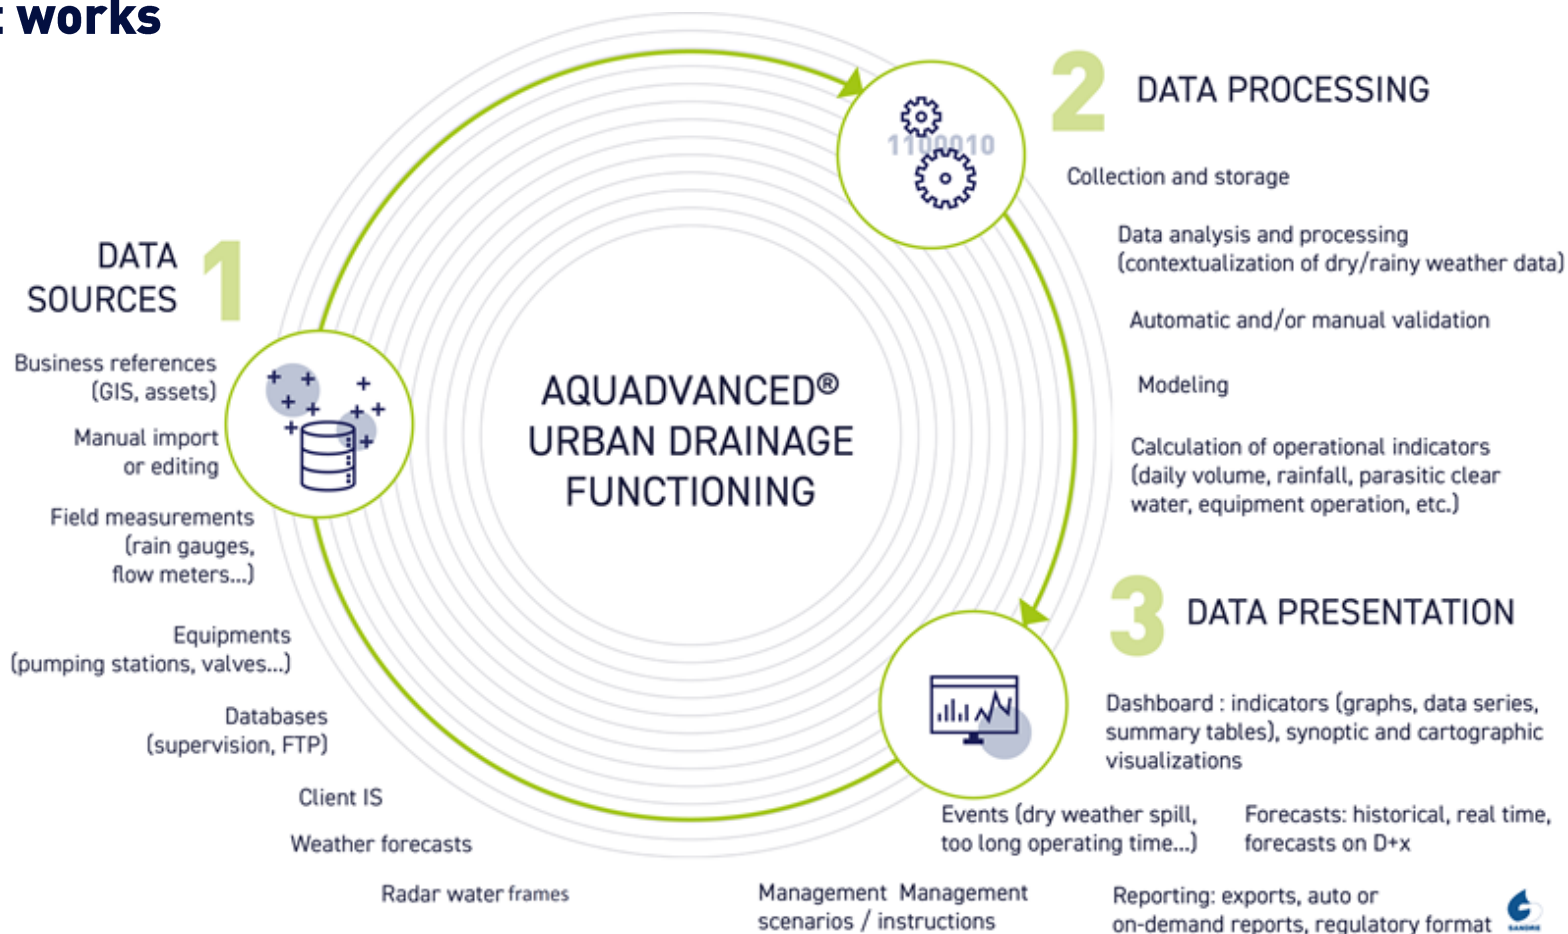 works
1
DATA
SOURCES
Business references
(GIS, assets)
Manual import
or editing
Field measurements
(rain gauges,
flow meters...)
Equipments
(pumping stations, valves...)
Databases
(supervision, FTP)
Client IS
Weather forecasts
Radar water frames
AQUADVANCED®
URBAN DRAINAGE
FUNCTIONING
1100010
2
DATA PROCESSING
Collection and storage
Data analysis and processing
(contextualization of dry/rainy weather data)
Automatic and/or manual validation
Modeling
Calculation of operational indicators
(daily volume, rainfall, parasitic clear
water, equipment operation, etc.)
3
DATA PRESENTATION
Dashboard : indicators (graphs, data series,
summary tables), synoptic and cartographic
visualizations
Events (dry weather spill,
too long operating time...)
Forecasts: historical, real time,
forecasts on D+x
Management Management
scenarios / instructions
Reporting: exports, auto or
on-demand reports, regulatory format
SANDRE